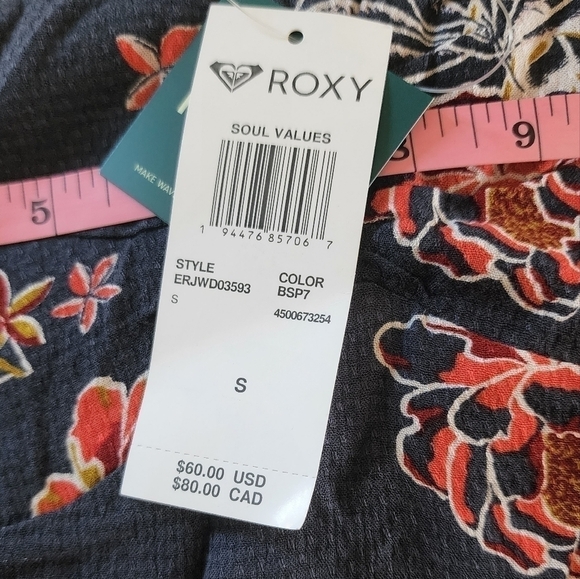 ROXY
SOUL VALUES
1 94476 85706 7
STYLE
ERJWD03593
S
COLOR
BSP7
4500673254
S
$60.00 USD
$80.00 CAD
MAKE WAV
5
8
9